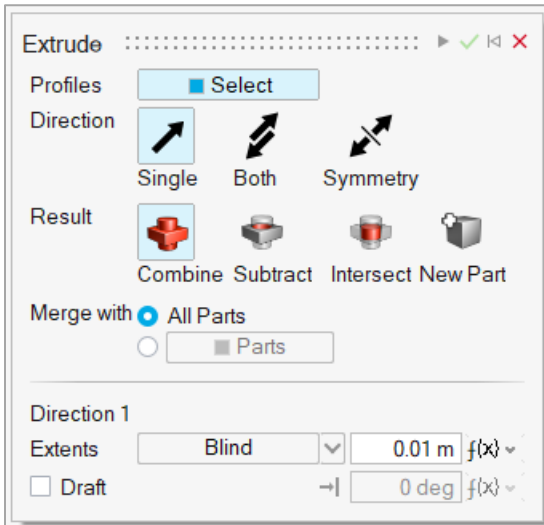 Extrude
Profiles Select
Direction
Single Both Symmetry
Result
Combine Subtract Intersect New Part
Merge with All Parts
Parts
Direction 1
Extents Blind 0.01 m f(x)
Draft 0 deg f(x)